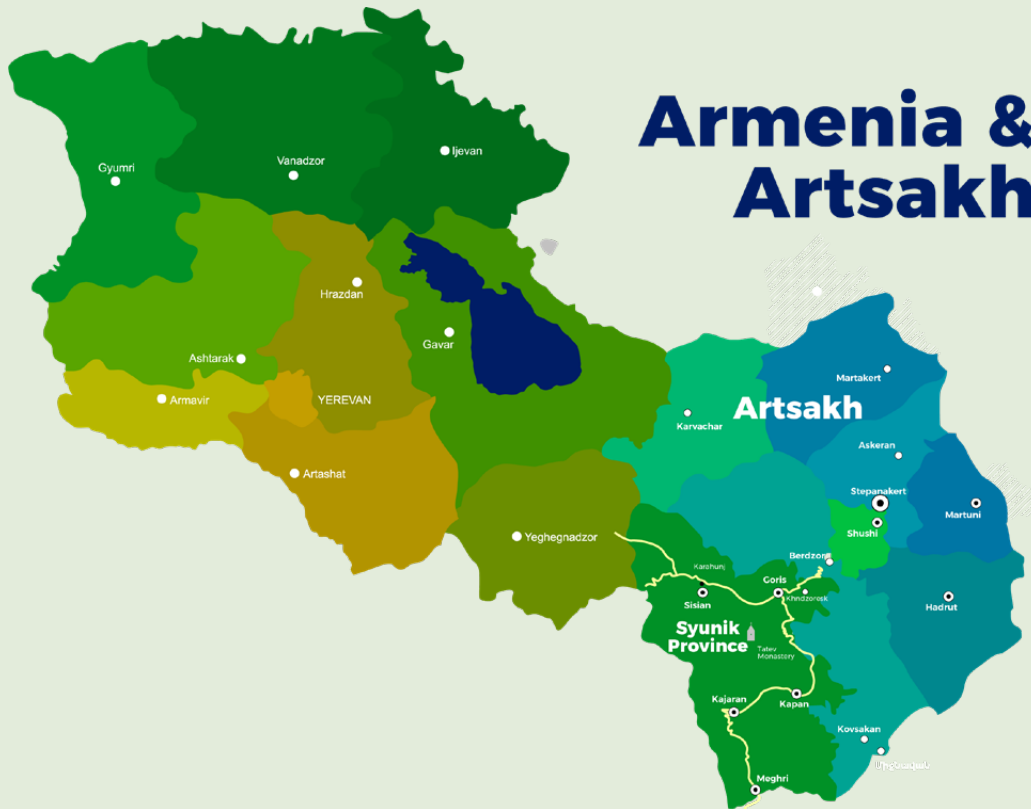 Armenia &
Artsakh
Ijevan
Vanadzor
Gyumri
Hrazdan
Gavar
Ashtarak
Armavir
YEREVAN
Artashat
Yeghegnadzor
Martakert
Artsakh
Karvachar
Askeran
Stepanakert
Martuni
Shushi
Berdzor
Karahunj
Goris
Sisian
Khndzoresk
Hadrut
Syunik
Province
Tatev
Monastery
Kajaran
Kapan
Kovsakan
Միջնավան
Meghri